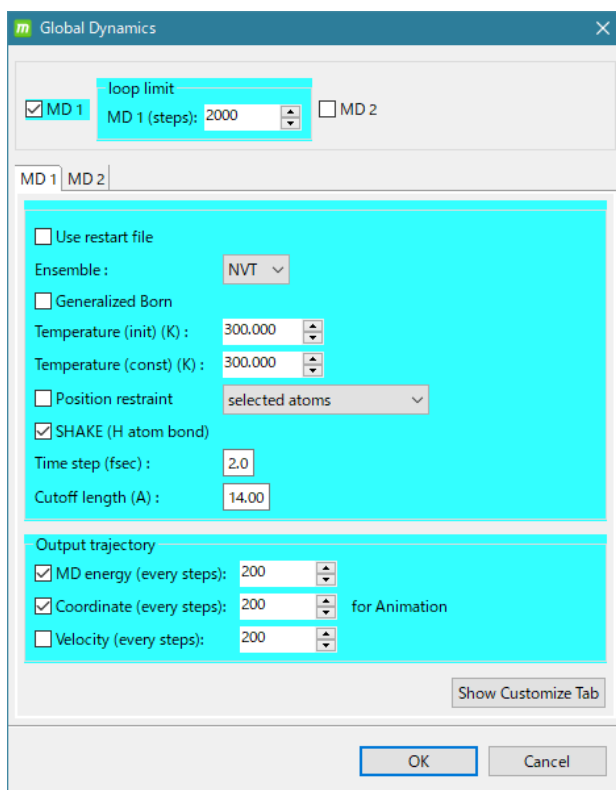 m Global Dynamics
loop limit
MD 1
MD 1 (steps): 2000
MD 2
MD 1 MD 2
Use restart file
Ensemble : NVT
Generalized Born
Temperature (init) (K) : 300.000
Temperature (const) (K) : 300.000
Position restraint selected atoms
SHAKE (H atom bond)
Time step (fsec) : 2.0
Cutoff length (A) : 14.00
Output trajectory
MD energy (every steps): 200
Coordinate (every steps): 200 for Animation
Velocity (every steps): 200
Show Customize Tab
OK Cancel